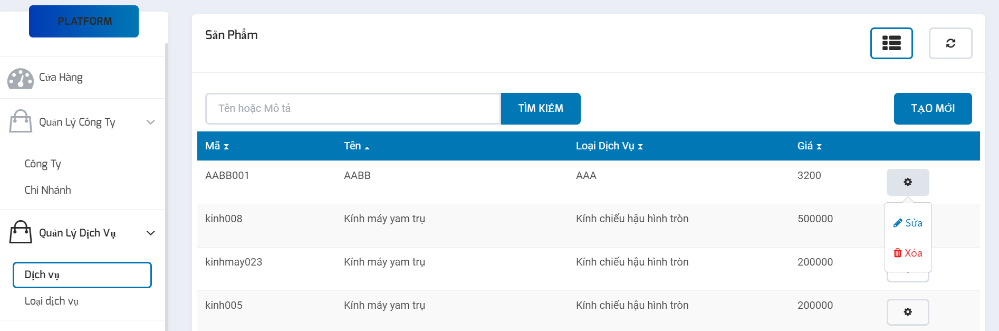 PLATFORM
Cửa Hàng
Quản Lý Công Ty
Công Ty
Chi Nhánh
Quản Lý Dịch Vụ
Dịch vụ
Loại dịch vụ
Sản Phẩm
Tên hoặc Mô tả
TÌM KIẾM
TẠO MỚI
Mã Tên Loại Dịch Vụ Giá
AABB001 AABB AAA 3200
kinh008 Kính máy yam trụ Kính chiếu hậu hình tròn 500000
Sửa
kinhmay023 Kính máy yam trụ Kính chiếu hậu hình tròn 200000
Xóa
kinh005 Kính máy yam trụ Kính chiếu hậu hình tròn 200000